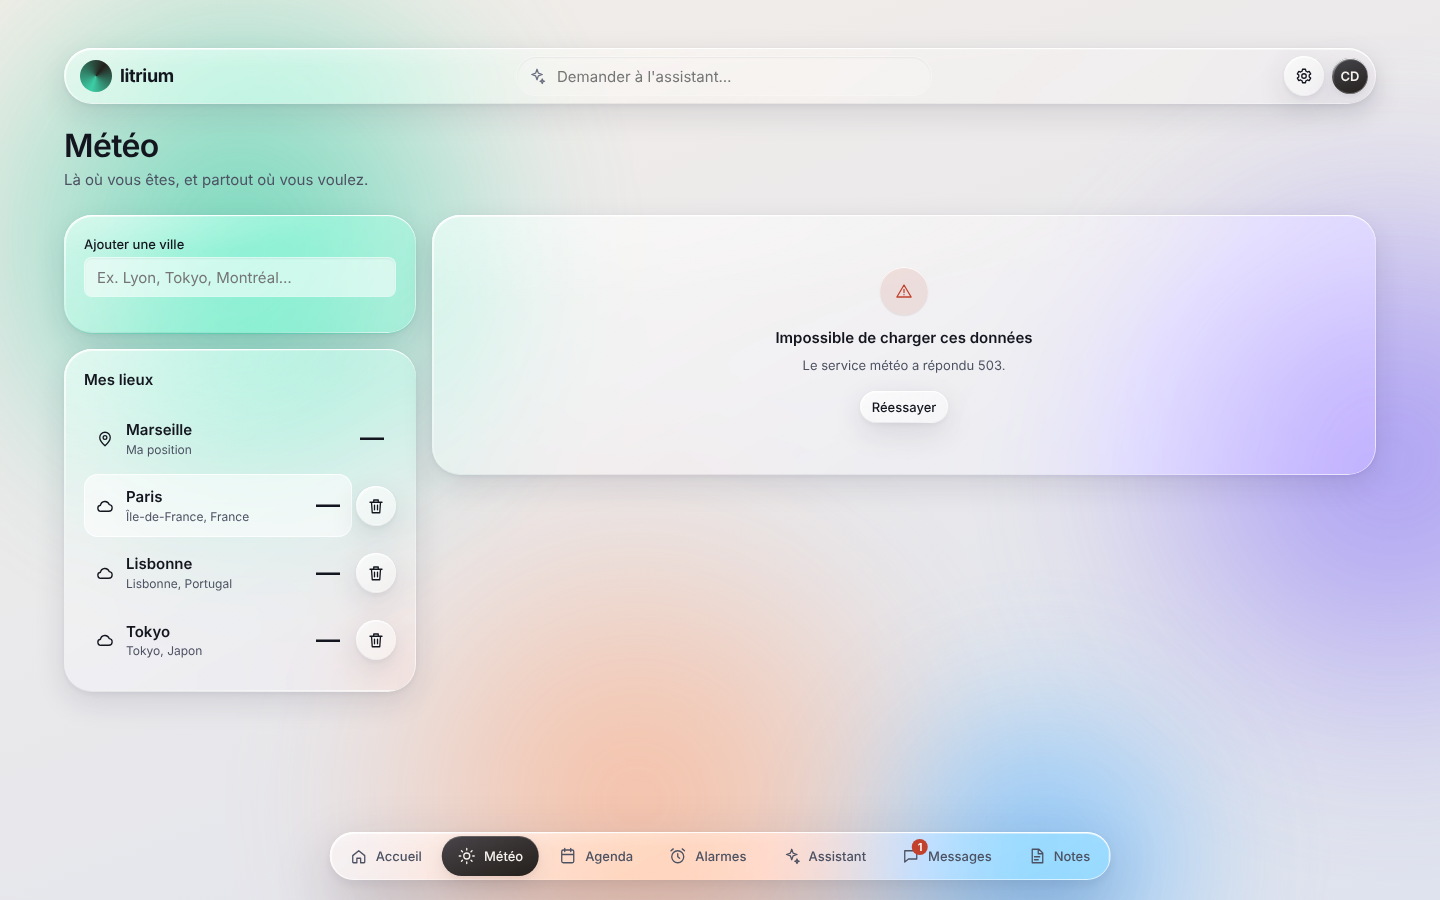 litrium
Demander à l'assistant...
CD
Météo
Là où vous êtes, et partout où vous voulez.
Ajouter une ville
Ex. Lyon, Tokyo, Montréal...
Mes lieux
Marseille
Ma position
—
Paris
Île-de-France, France
—
Lisbonne
Lisbonne, Portugal
—
Tokyo
Tokyo, Japon
—
Impossible de charger ces données
Le service météo a répondu 503.
Réessayer
Accueil
Météo
Agenda
Alarmes
Assistant
1
Messages
Notes